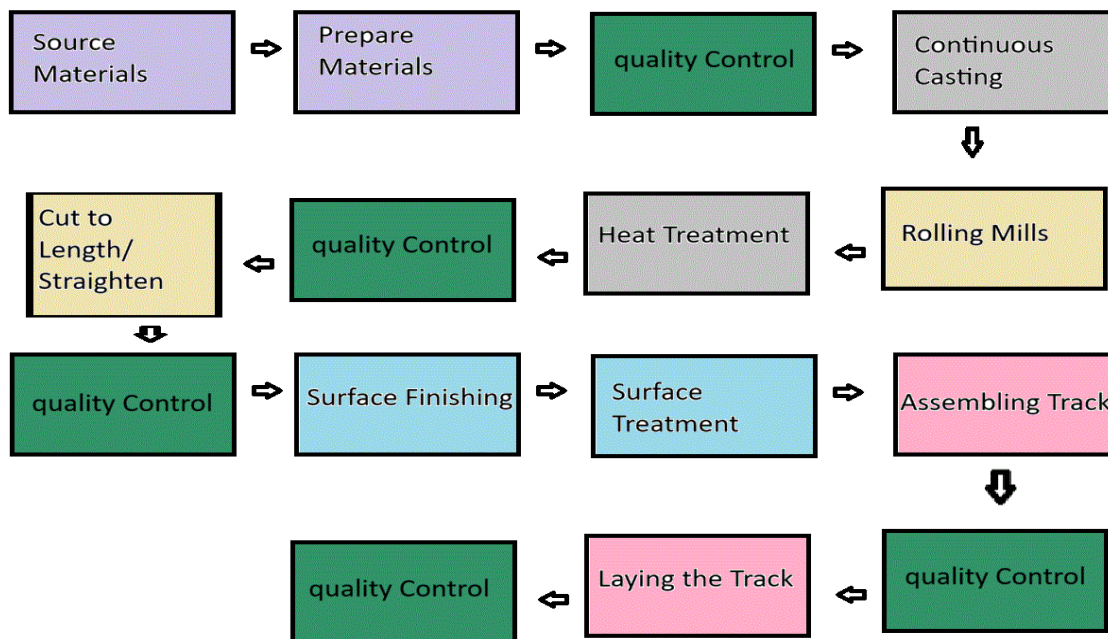 Source
Materials
Prepare
Materials
quality Control
Continuous
Casting
Rolling Mills
Heat Treatment
quality Control
Cut to
Length/
Straighten
quality Control
Surface Finishing
Surface
Treatment
Assembling Track
quality Control
Laying the Track
quality Control